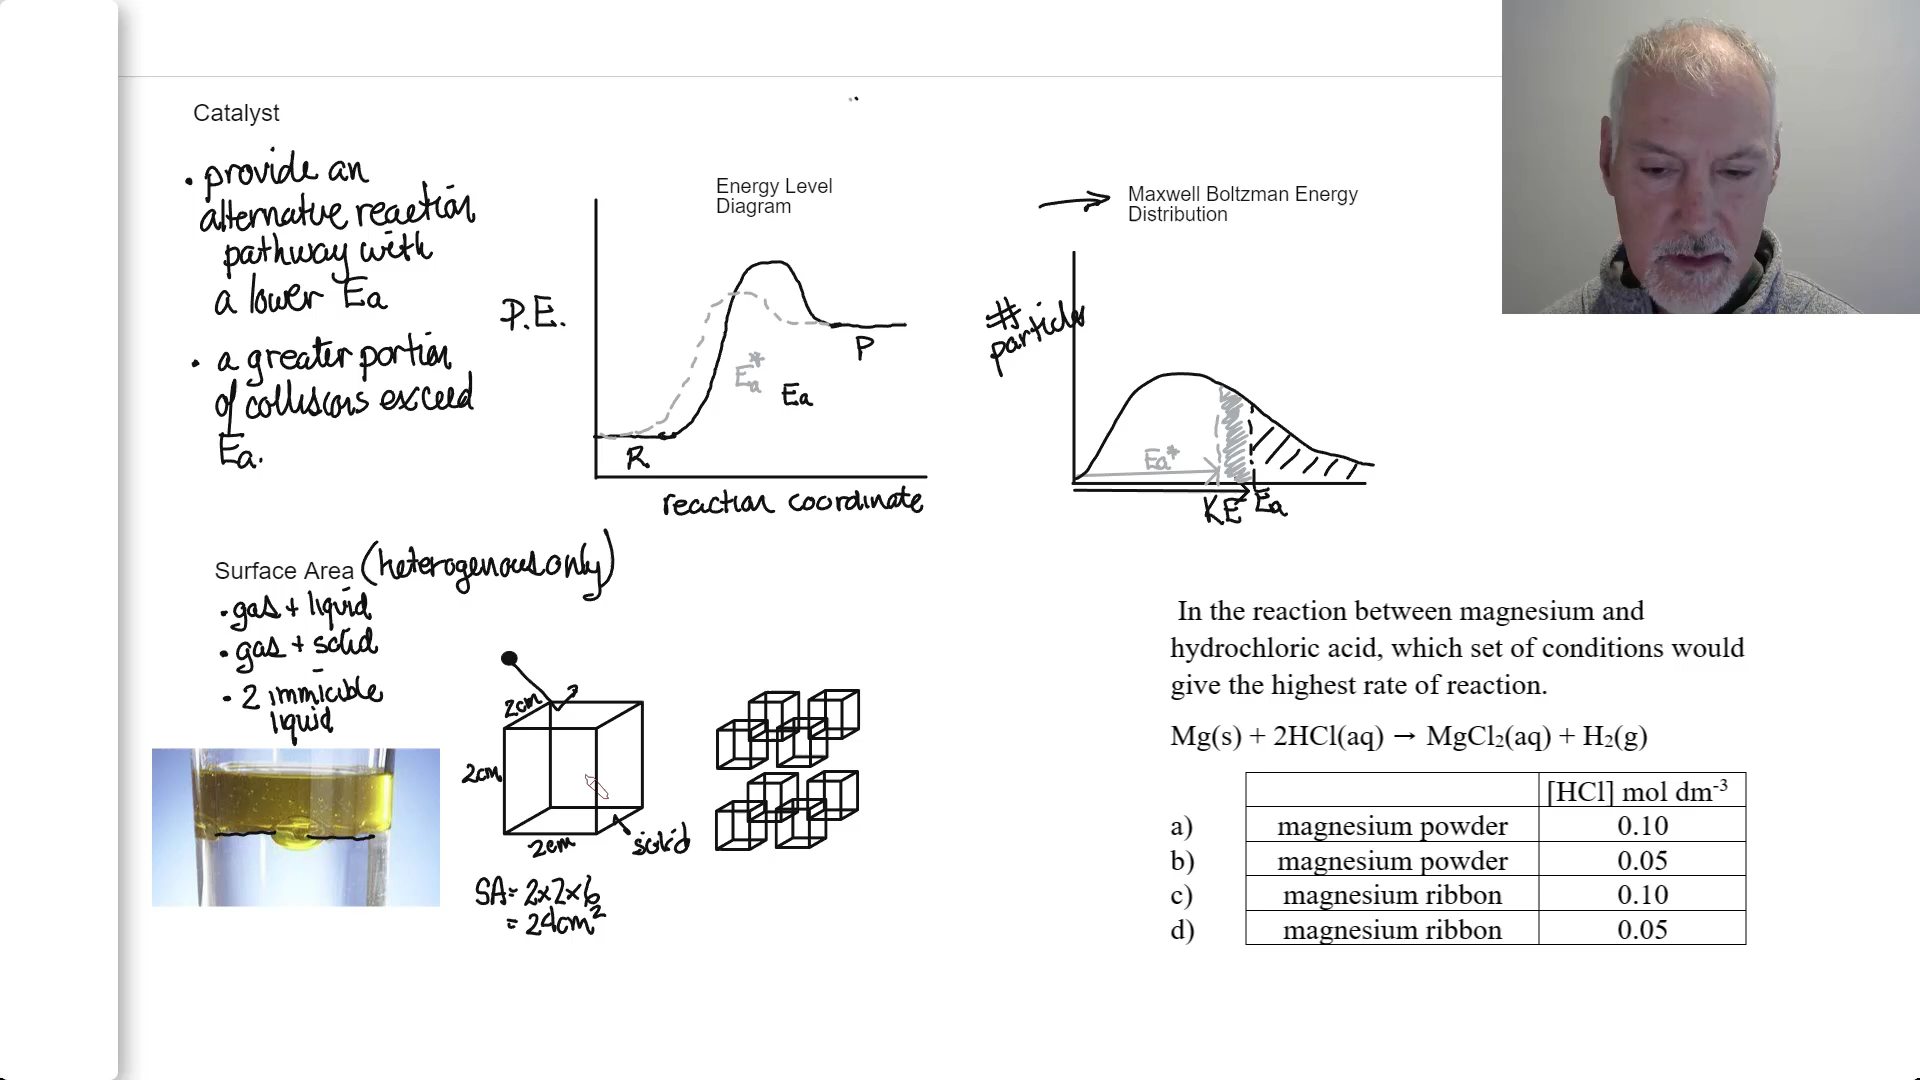 Catalyst
• provide an
alternative reaction
pathway with
a lower Ea
• a greater portion
of collisions exceed
Ea.
Energy Level
Diagram
P.E.
Ea*
Ea
P
R
reaction coordinate
Maxwell Boltzman Energy
Distribution
# particles
Ea*
KE
Ea
Surface Area (heterogenous only)
• gas + liquid
• gas + solid
• 2 immicible
liquid
2cm
2cm
2cm
solid
SA = 2x2x6
= 24cm²
In the reaction between magnesium and
hydrochloric acid, which set of conditions would
give the highest rate of reaction.
Mg(s) + 2HCl(aq) → MgCl₂(aq) + H₂(g)
[HCl] mol dm⁻³
a) magnesium powder 0.10
b) magnesium powder 0.05
c) magnesium ribbon 0.10
d) magnesium ribbon 0.05